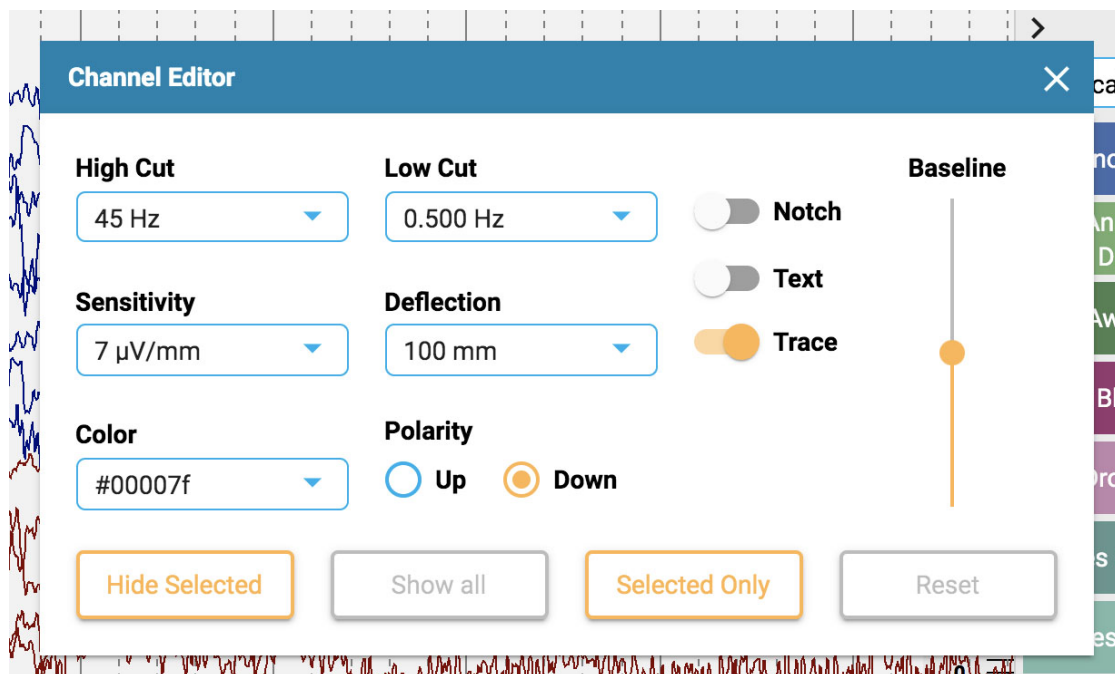 Channel Editor
High Cut
Low Cut
Baseline
45 Hz
0.500 Hz
Notch
Text
Sensitivity
Deflection
7 µV/mm
100 mm
Trace
Color
Polarity
#00007f
Up
Down
Hide Selected
Show all
Selected Only
Reset